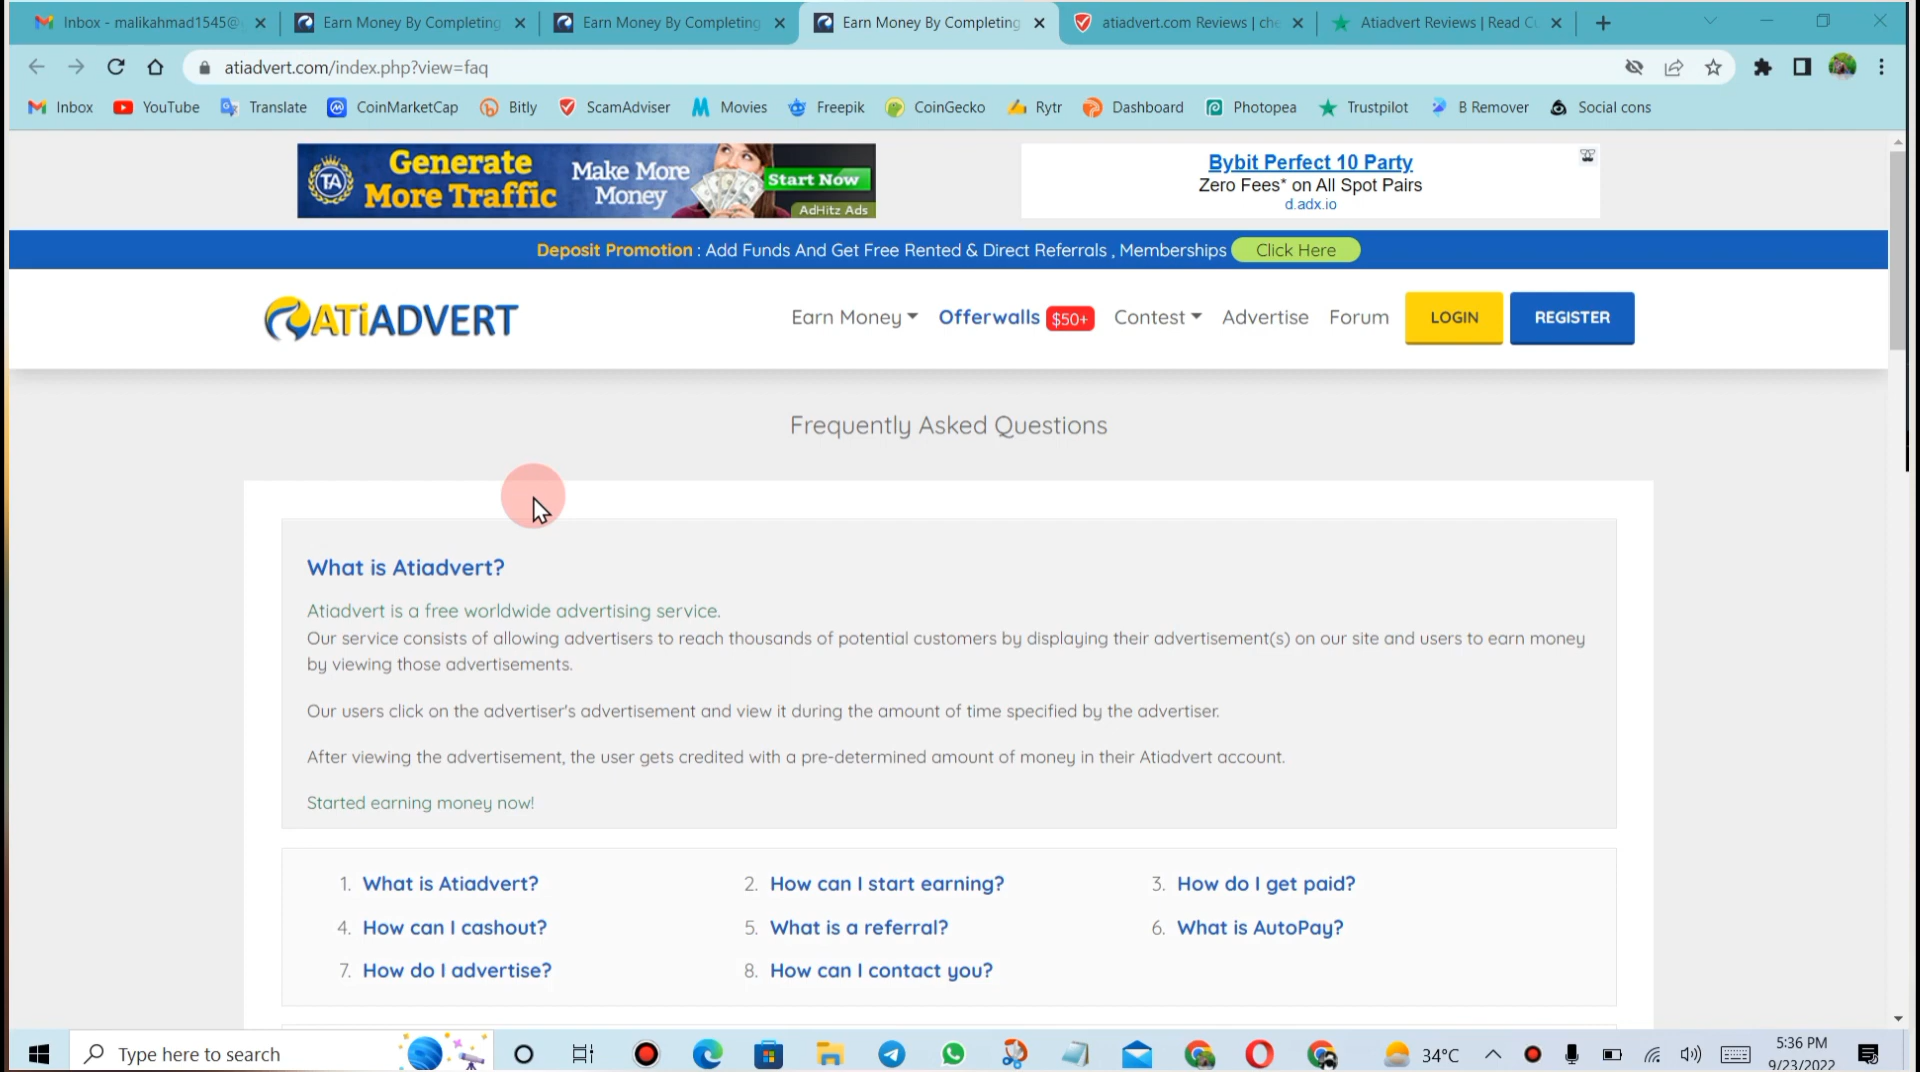 Inbox - malikahmad1545@
Earn Money By Completing
Earn Money By Completing
Earn Money By Completing
atiadvert.com Reviews | che
Atiadvert Reviews | Read Cu
atiadvert.com/index.php?view=faq
Inbox
YouTube
Translate
CoinMarketCap
Bitly
ScamAdviser
Movies
Freepik
CoinGecko
Rytr
Dashboard
Photopea
Trustpilot
B Remover
Social cons
TA
Generate
More Traffic
Make More
Money
Start Now
AdHitz Ads
Bybit Perfect 10 Party
Zero Fees* on All Spot Pairs
d.adx.io
Deposit Promotion : Add Funds And Get Free Rented & Direct Referrals , Memberships Click Here
ATiADVERT
Earn Money
Offerwalls $50+
Contest
Advertise
Forum
LOGIN
REGISTER
Frequently Asked Questions
What is Atiadvert?
Atiadvert is a free worldwide advertising service.
Our service consists of allowing advertisers to reach thousands of potential customers by displaying their advertisement(s) on our site and users to earn money
by viewing those advertisements.
Our users click on the advertiser's advertisement and view it during the amount of time specified by the advertiser.
After viewing the advertisement, the user gets credited with a pre-determined amount of money in their Atiadvert account.
Started earning money now!
1. What is Atiadvert?
2. How can I start earning?
3. How do I get paid?
4. How can I cashout?
5. What is a referral?
6. What is AutoPay?
7. How do I advertise?
8. How can I contact you?
Type here to search
34°C
5:36 PM
9/23/2022